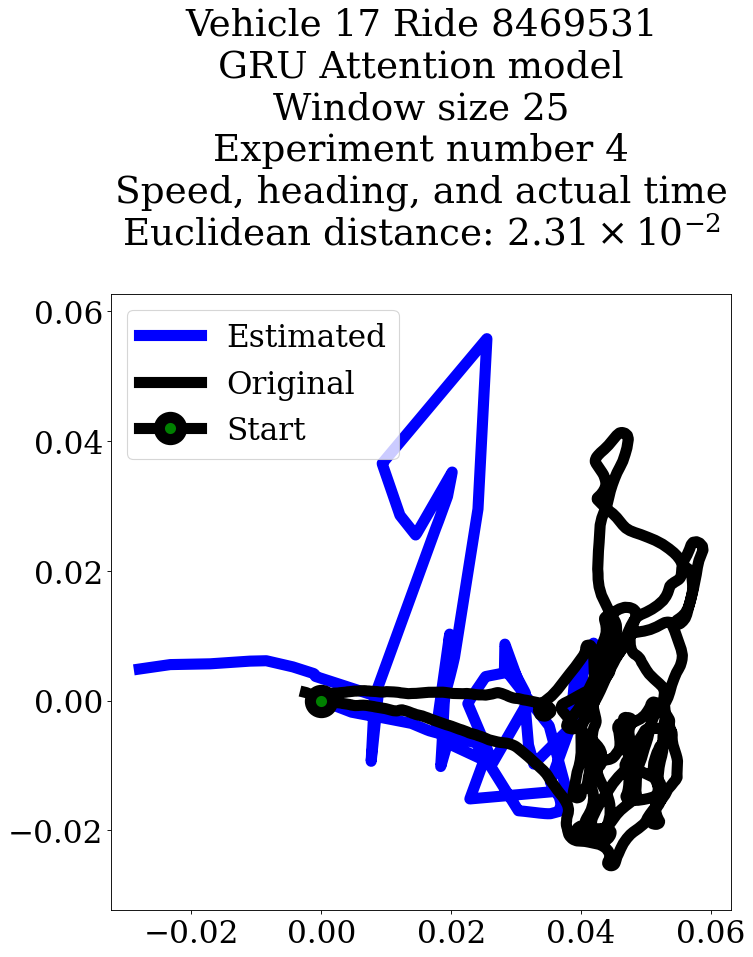 Vehicle 17 Ride 8469531
GRU Attention model
Window size 25
Experiment number 4
Speed, heading, and actual time
Euclidean distance: 2.31 × 10⁻²
Estimated
Original
Start
0.06
0.04
0.02
0.00
−0.02
−0.02 0.00 0.02 0.04 0.06